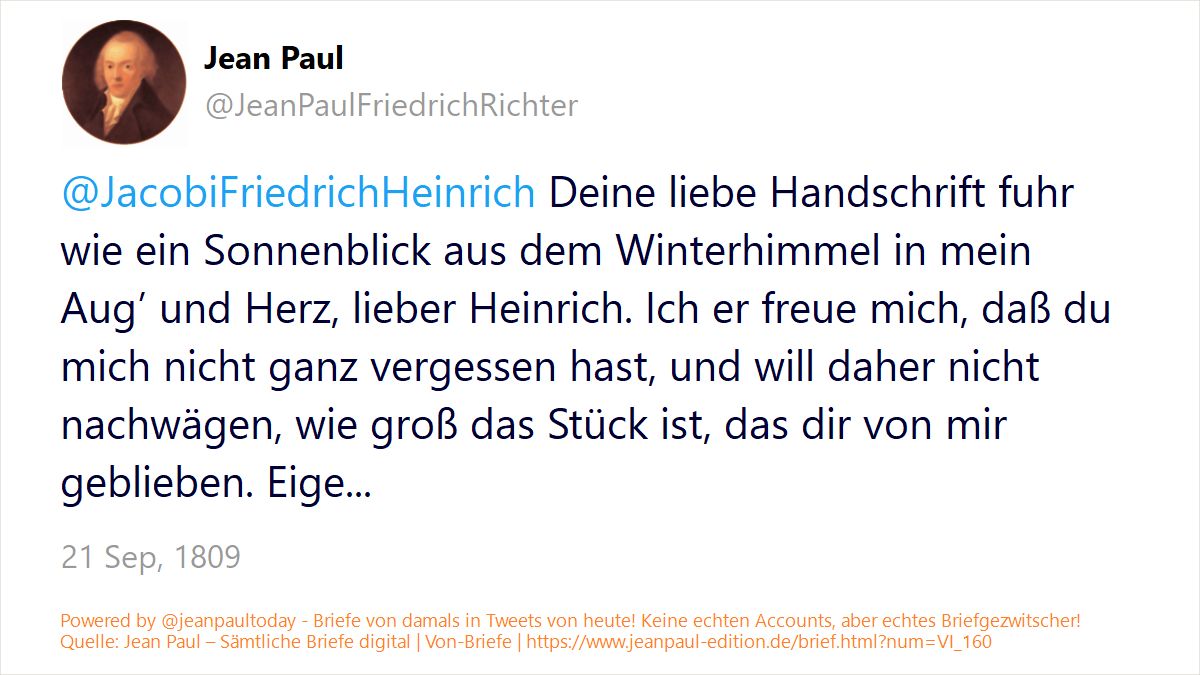 Jean Paul
@JeanPaulFriedrichRichter
@JacobiFriedrichHeinrich Deine liebe Handschrift fuhr
wie ein Sonnenblick aus dem Winterhimmel in mein
Aug’ und Herz, lieber Heinrich. Ich er freue mich, daß du
mich nicht ganz vergessen hast, und will daher nicht
nachwägen, wie groß das Stück ist, das dir von mir
geblieben. Eige...
21 Sep, 1809
Powered by @jeanpaultoday - Briefe von damals in Tweets von heute! Keine echten Accounts, aber echtes Briefgezwitscher!
Quelle: Jean Paul – Sämtliche Briefe digital | Von-Briefe | https://www.jeanpaul-edition.de/brief.html?num=VI_160